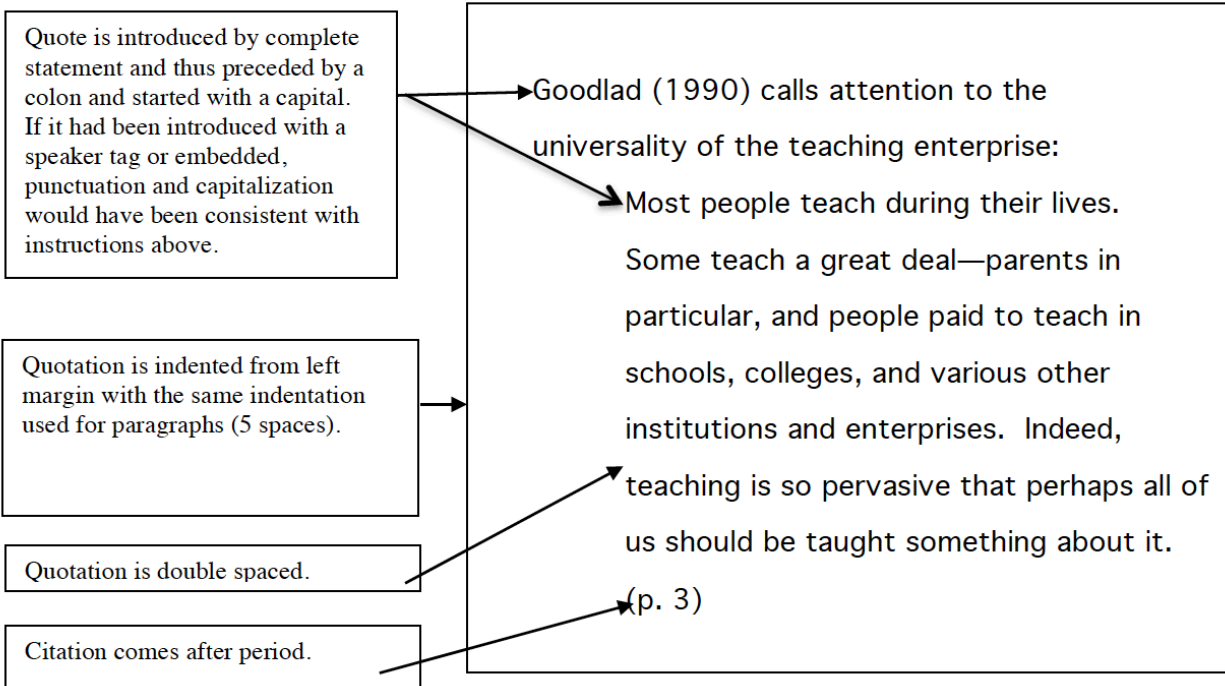 Quote is introduced by complete
statement and thus preceded by a
colon and started with a capital.
If it had been introduced with a
speaker tag or embedded,
punctuation and capitalization
would have been consistent with
instructions above.
Quotation is indented from left
margin with the same indentation
used for paragraphs (5 spaces).
Quotation is double spaced.
Citation comes after period.
Goodlad (1990) calls attention to the
universality of the teaching enterprise:
Most people teach during their lives.
Some teach a great deal—parents in
particular, and people paid to teach in
schools, colleges, and various other
institutions and enterprises.  Indeed,
teaching is so pervasive that perhaps all of
us should be taught something about it.
(p. 3)